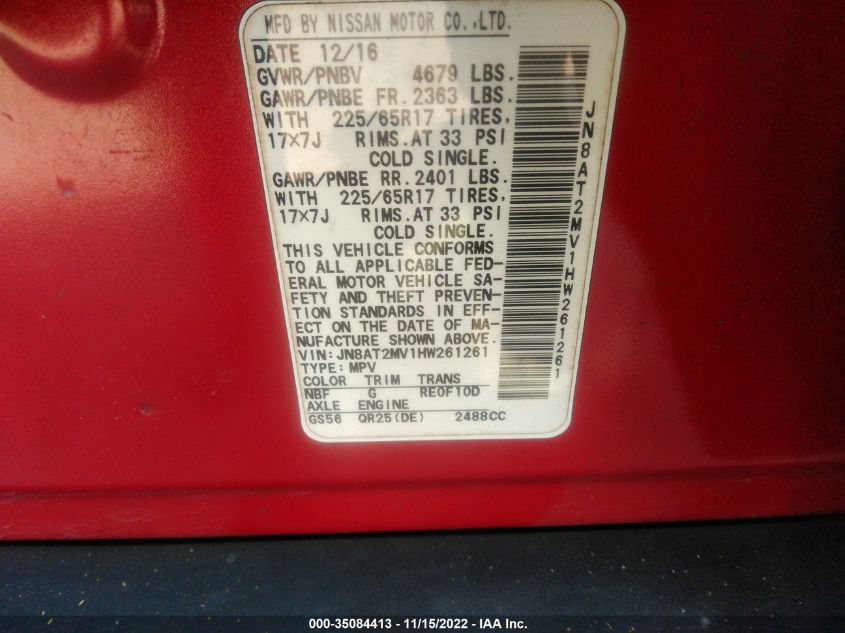 MFD BY NISSAN MOTOR CO.,LTD.
DATE 12/16
GVWR/PNBV 4679 LBS.
GAWR/PNBE FR. 2363 LBS.
WITH 225/65R17 TIRES,
17×7J RIMS.AT 33 PSI
COLD SINGLE.
GAWR/PNBE RR. 2401 LBS.
WITH 225/65R17 TIRES,
17×7J RIMS.AT 33 PSI
COLD SINGLE.
THIS VEHICLE CONFORMS
TO ALL APPLICABLE FED-
ERAL MOTOR VEHICLE SA-
FETY AND THEFT PREVEN-
TION STANDARDS IN EFF-
ECT ON THE DATE OF MA-
NUFACTURE SHOWN ABOVE.
VIN:JN8AT2MV1HW261261
TYPE:MPV
COLOR TRIM TRANS
NBF G RE0F10D
AXLE ENGINE
GS56 QR25(DE) 2488CC
JN8AT2MV1HW261261
000-35084413 - 11/15/2022 - IAA Inc.